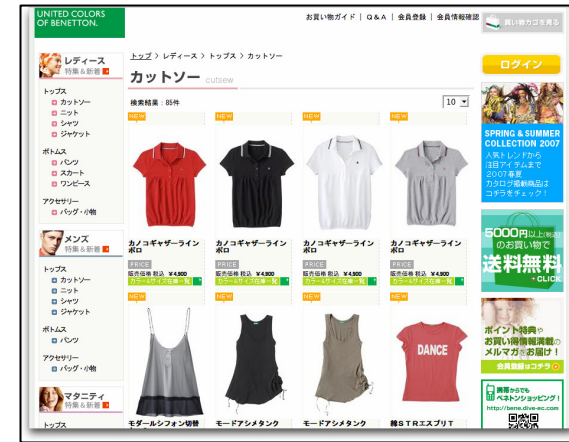 UNITED COLORS
OF BENETTON.
お買い物ガイド | Q&A | 会員登録 | 会員情報確認
買い物カゴを見る
レディース
特集&新着
トップス
カットソー
ニット
シャツ
ジャケット
ボトムス
パンツ
スカート
ワンピース
アクセサリー
バッグ・小物
メンズ
特集&新着
トップス
カットソー
ニット
シャツ
ジャケット
ボトムス
パンツ
アクセサリー
バッグ・小物
マタニティ
特集&新着
トップス
トップ > レディース > トップス > カットソー
カットソー cutsew
検索結果:85件
10
NEW NEW NEW NEW
カノコギャザーライン カノコギャザーライン カノコギャザーライン カノコギャザーライン
ポロ ポロ ポロ ポロ
PRICE PRICE PRICE PRICE
販売価格 税込 ¥4,900 販売価格 税込 ¥4,900 販売価格 税込 ¥4,900 販売価格 税込 ¥4,900
カラー&サイズ在庫一覧 カラー&サイズ在庫一覧 カラー&サイズ在庫一覧 カラー&サイズ在庫一覧
NEW NEW NEW NEW
DANCE
モダールシフォン切替 モードアシメタンク モードアシメタンク 綿STRエスプリT
ログイン
SPRING & SUMMER
COLLECTION 2007
人気トレンドから
注目アイテムまで
2007春夏
カタログ掲載商品は
コチラをチェック!
5000円以上(税込)
のお買い物で
送料無料
CLICK
ポイント特典や
お買い得情報満載の
メルマガをお届け!
会員登録はコチラ
携帯からでも
ベネトンショッピング!
http://bene.dive-ec.com